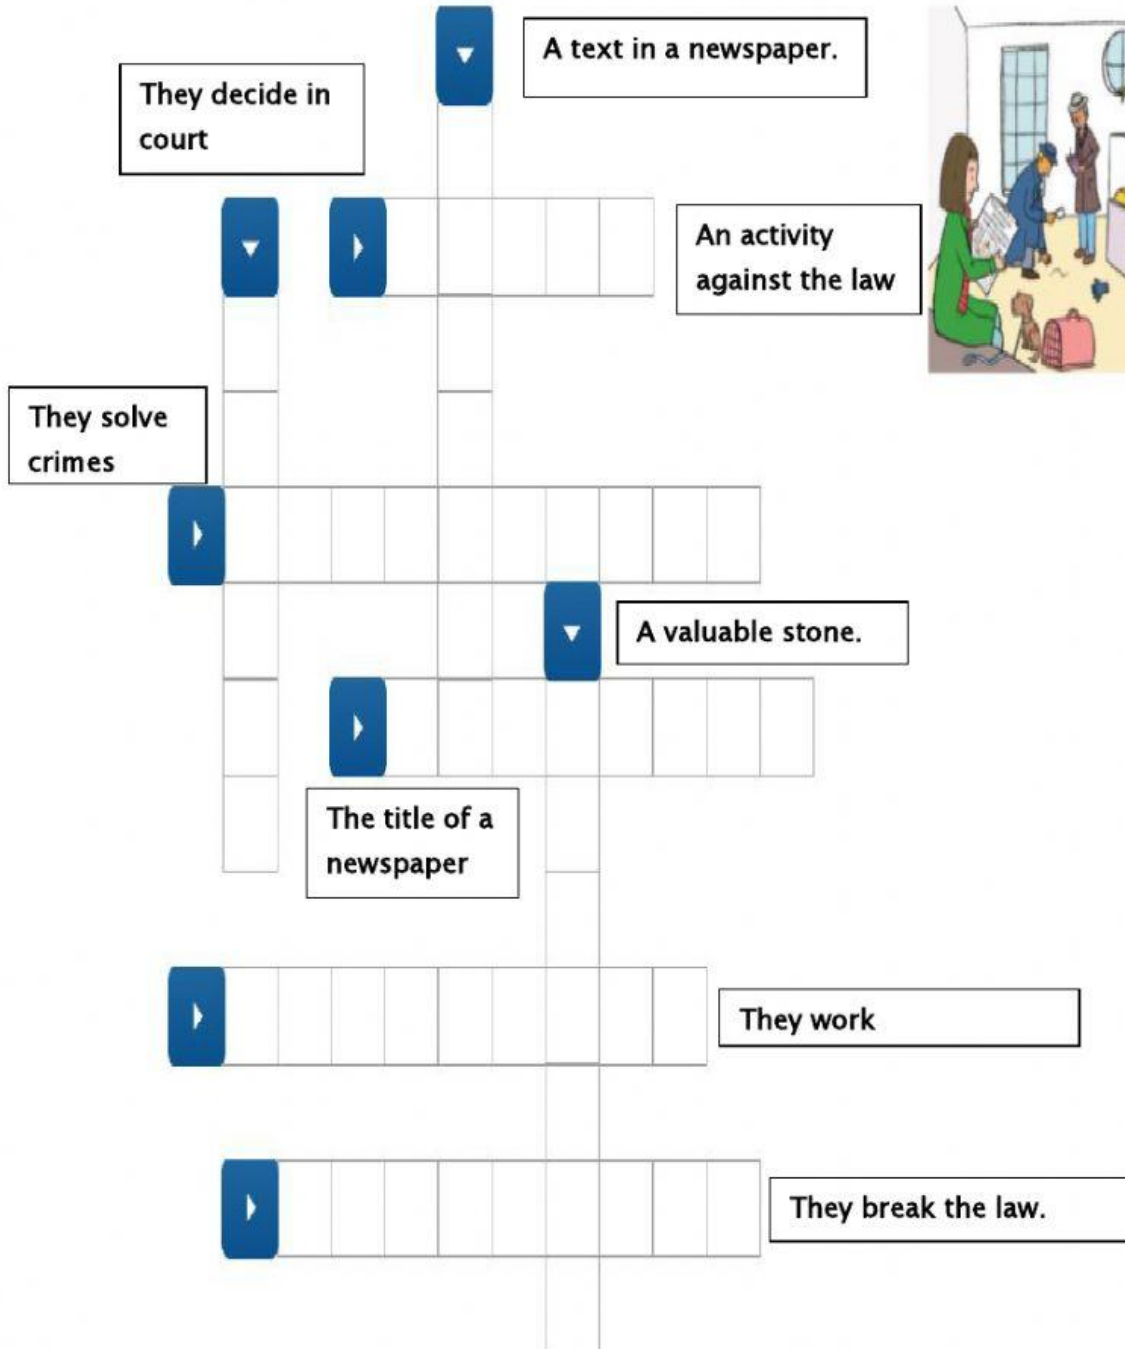 A text in a newspaper.
They decide in
court
An activity
against the law
They solve
crimes
A valuable stone.
The title of a
newspaper
They work
They break the law.